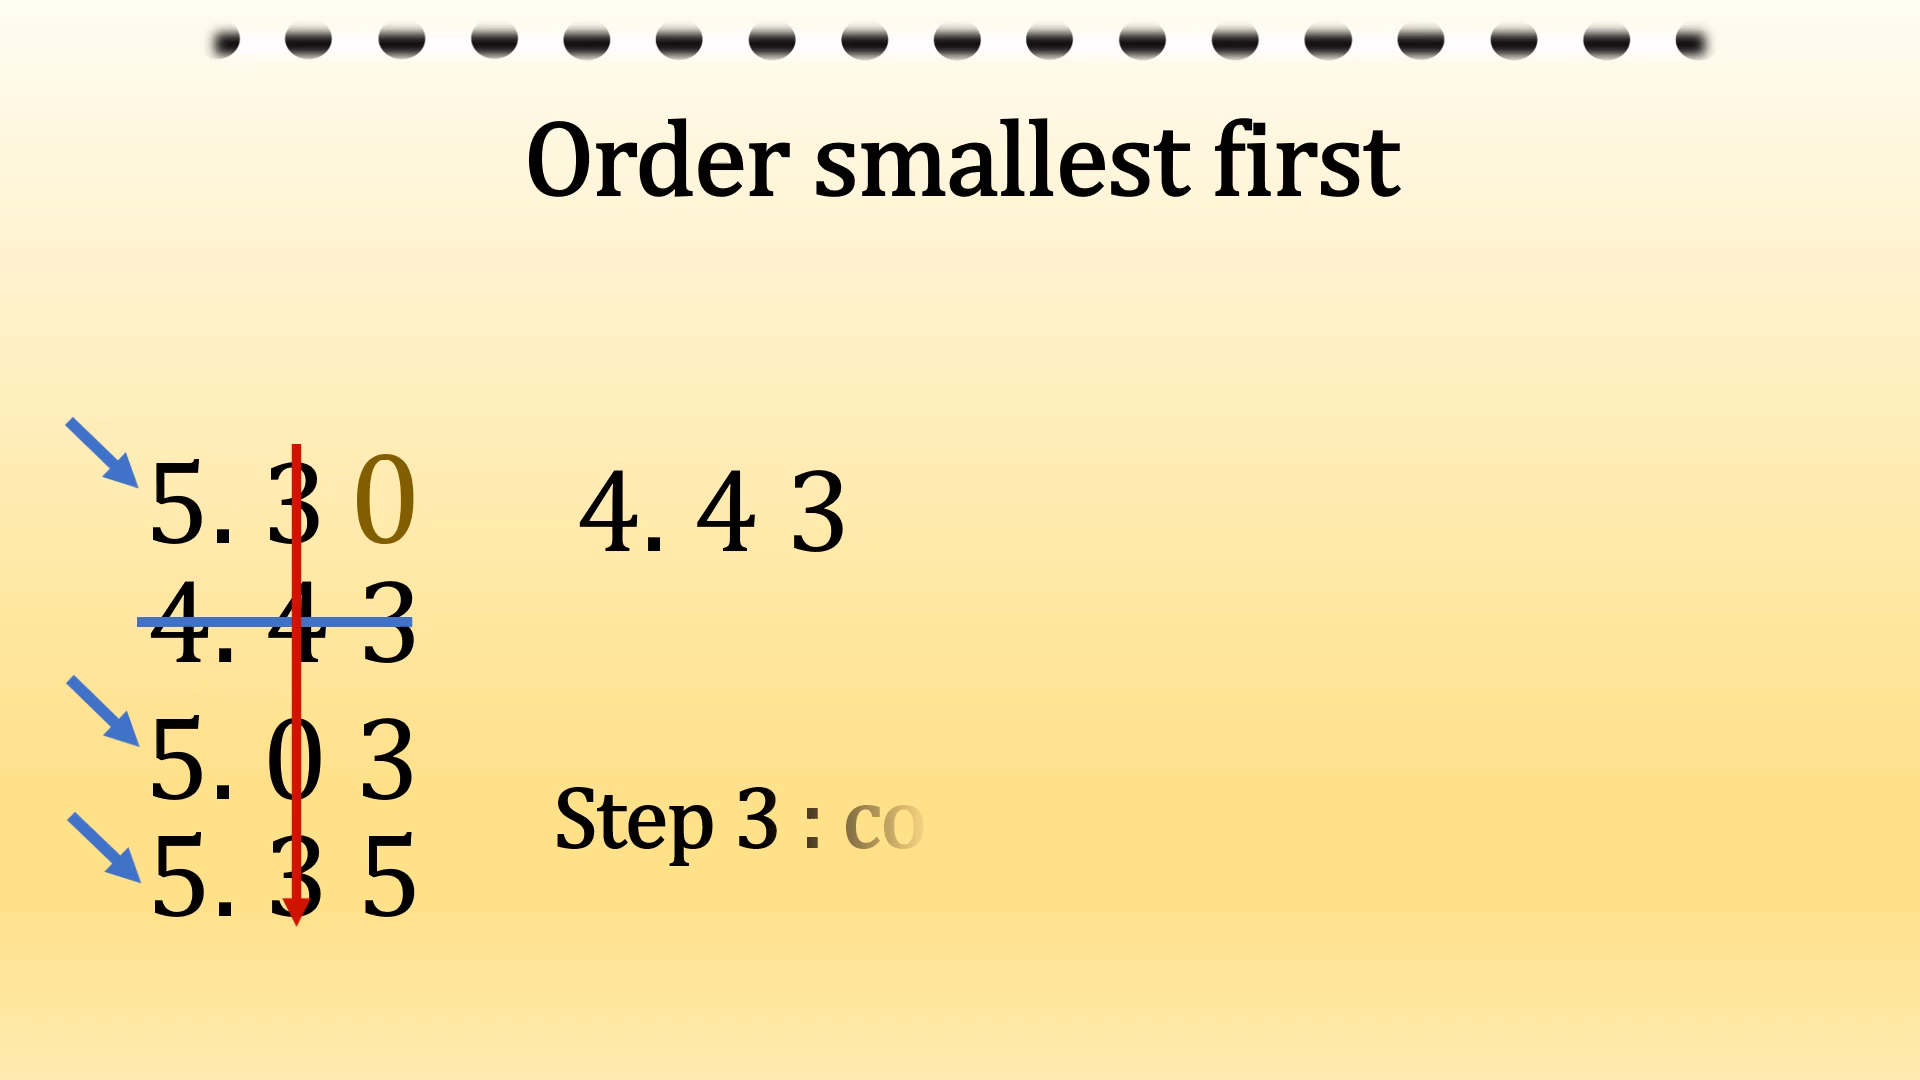 Order smallest first
5. 3 0
4. 4 3
5. 0 3
5. 3 5
4. 4 3
Step 3 : co